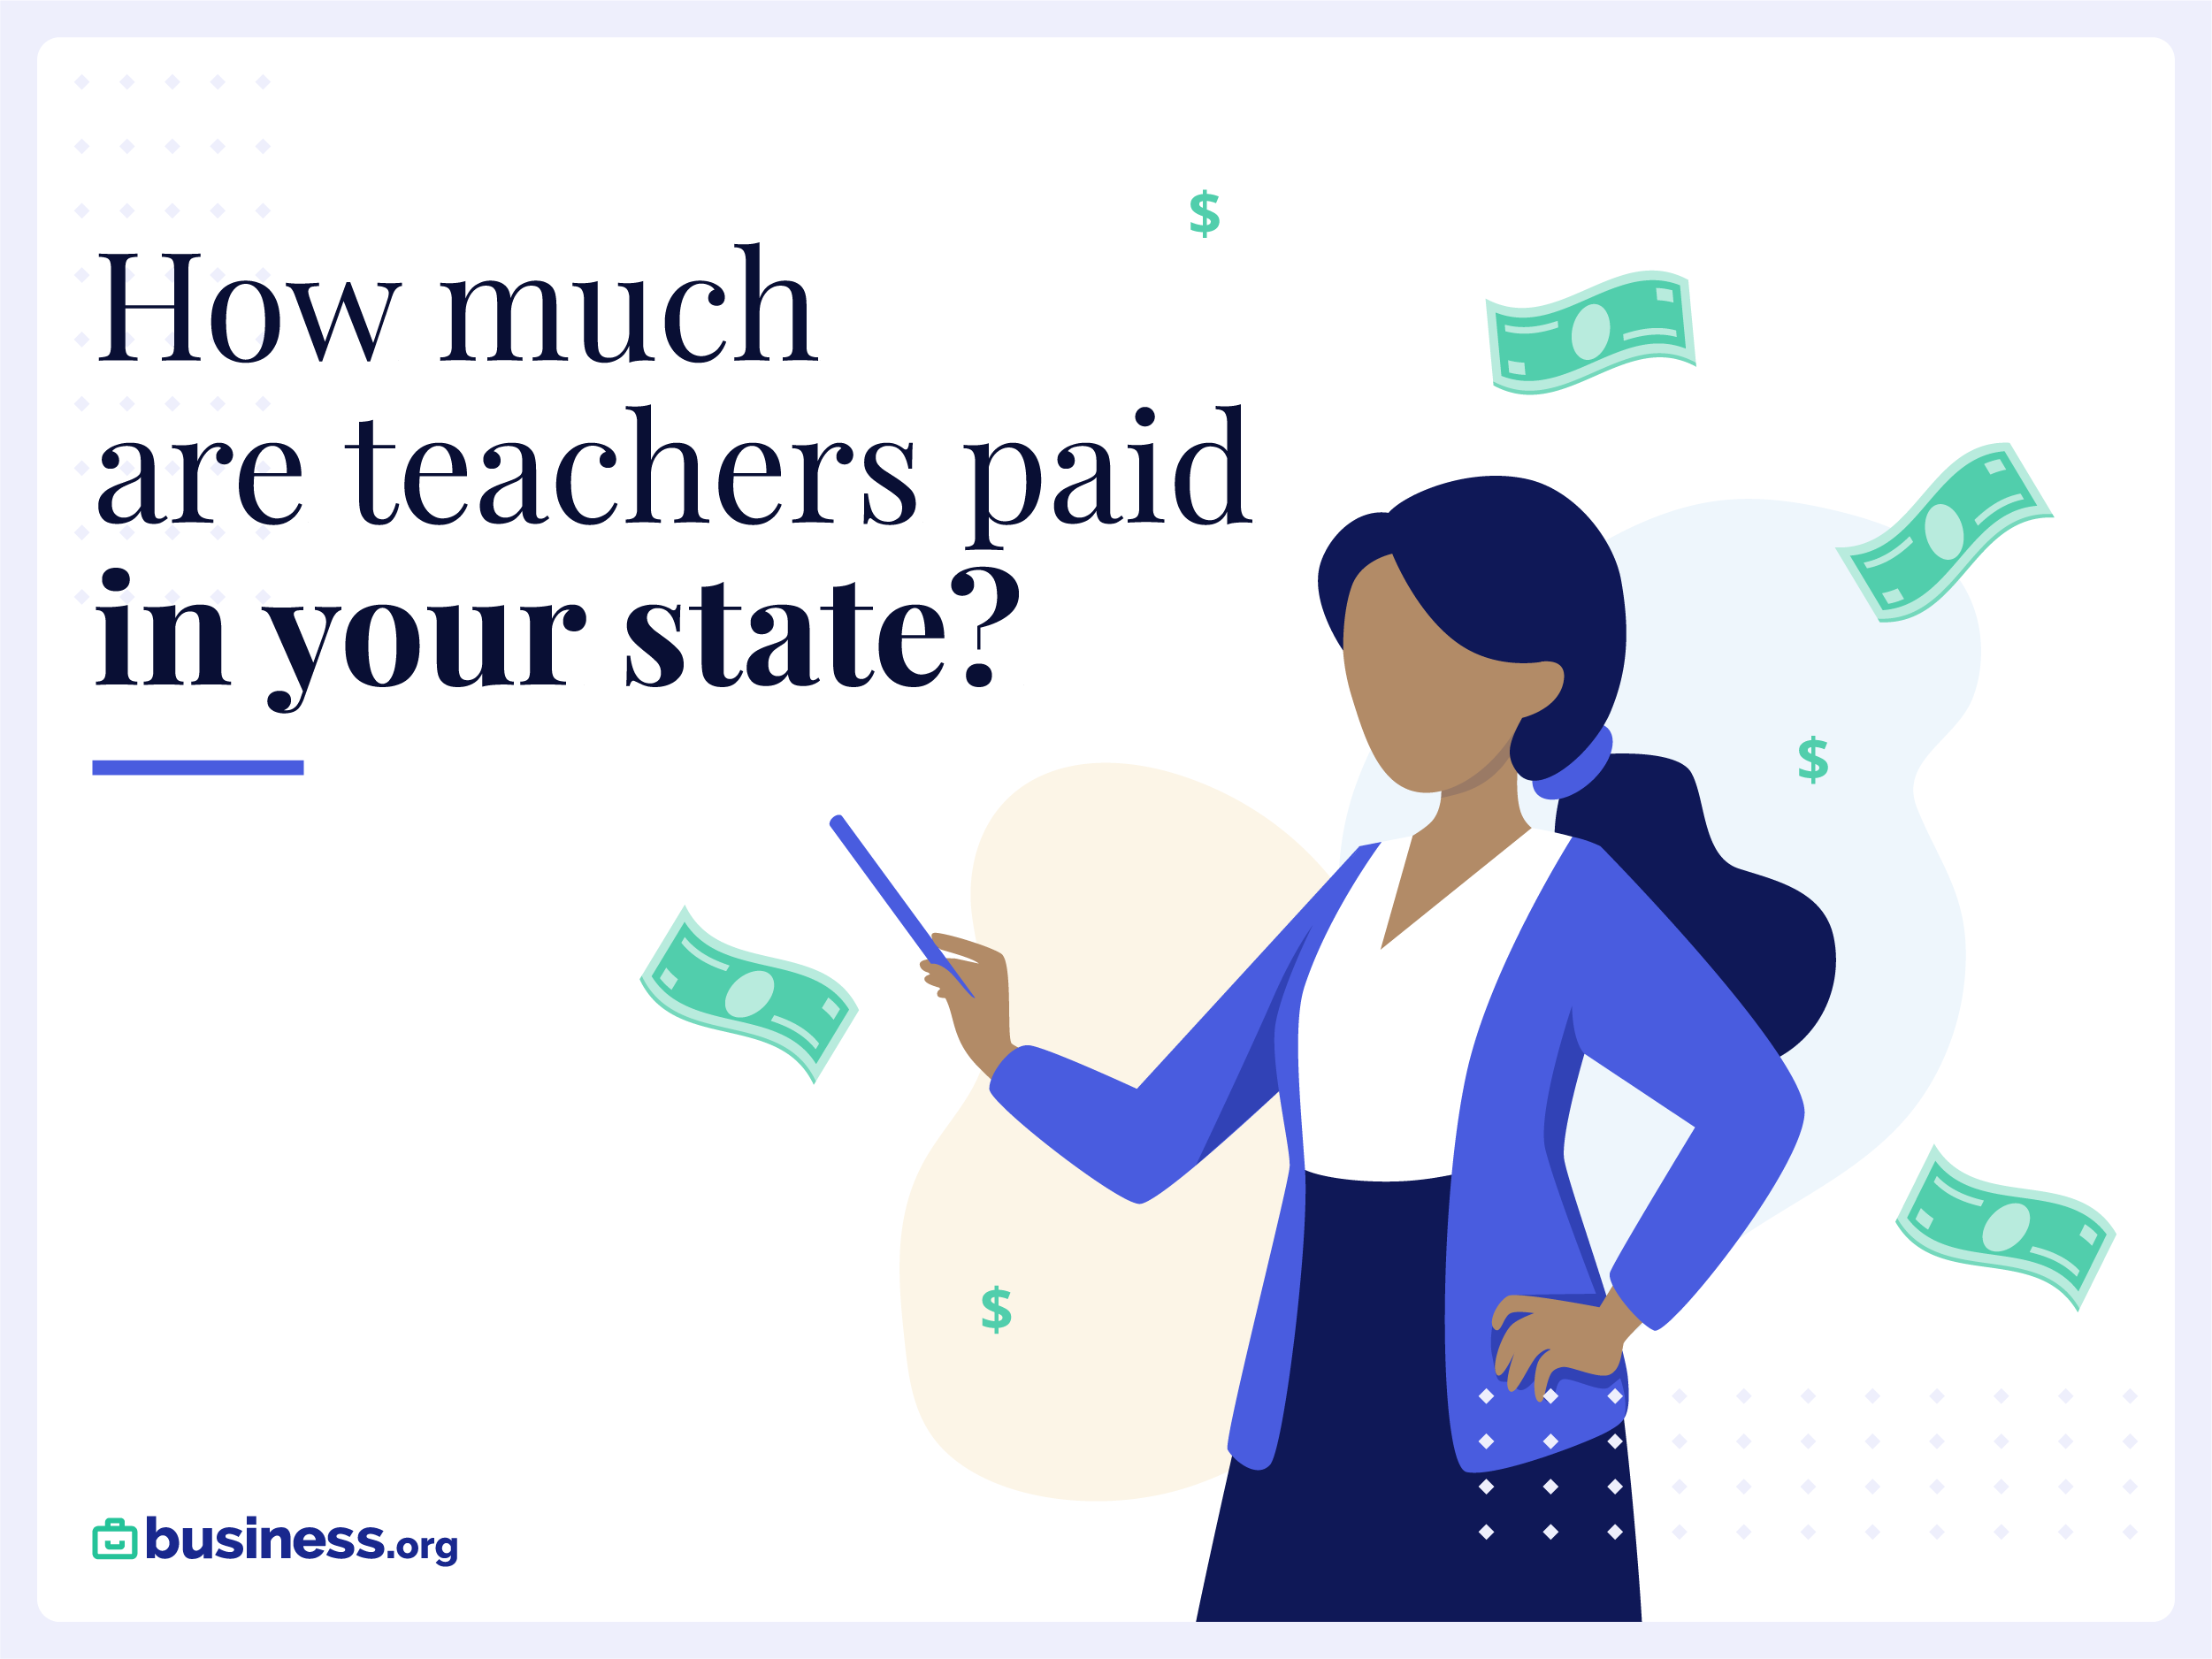 How much
$
are teachers paid
in your state?
$
$
business.org